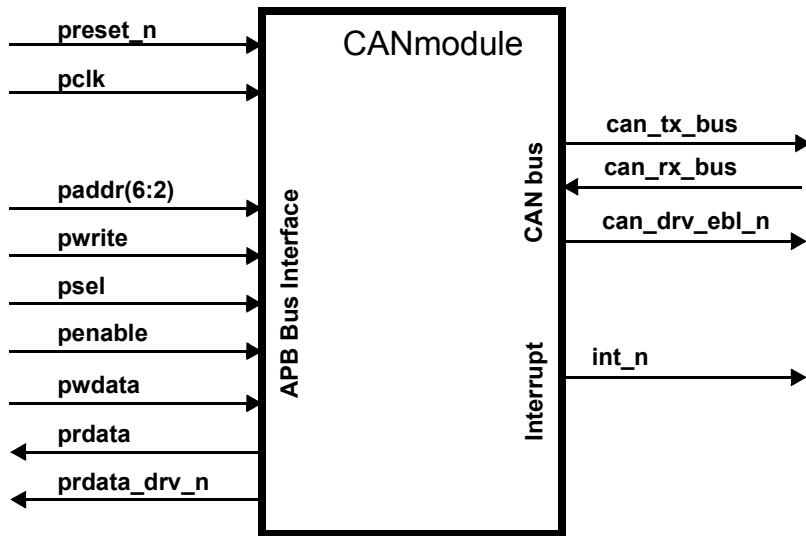 preset_n
pclk
paddr(6:2)
pwrite
psel
penable
pwdata
prdata
prdata_drv_n
CANmodule
APB Bus Interface
CAN bus
Interrupt
can_tx_bus
can_rx_bus
can_drv_ebl_n
int_n